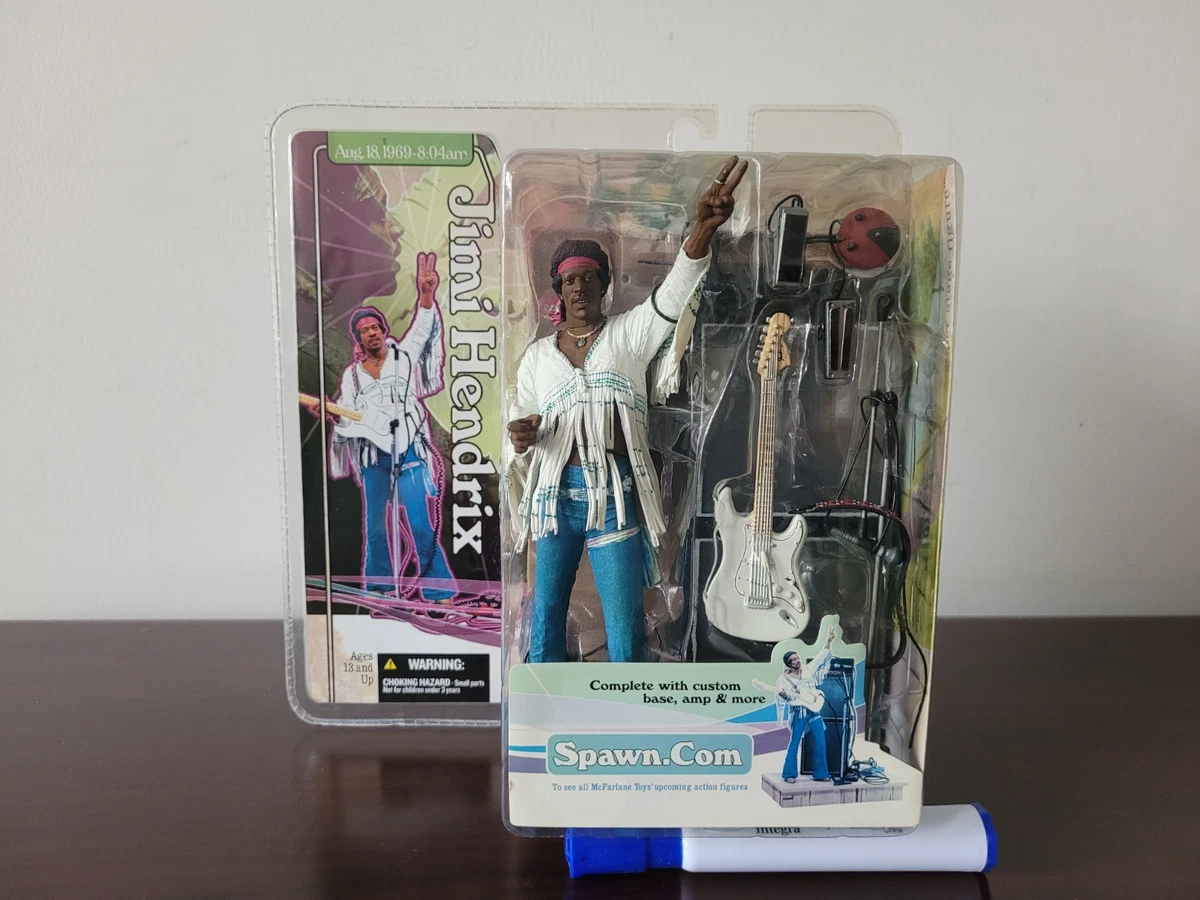 Aug. 18, 1969-8:04am
Jimi Hendrix
Ages
13 and
Up
WARNING:
CHOKING HAZARD - Small parts
Not for children under 3 years
Complete with custom
base, amp & more
Spawn.Com
To see all McFarlane Toys' upcoming action figures
integra